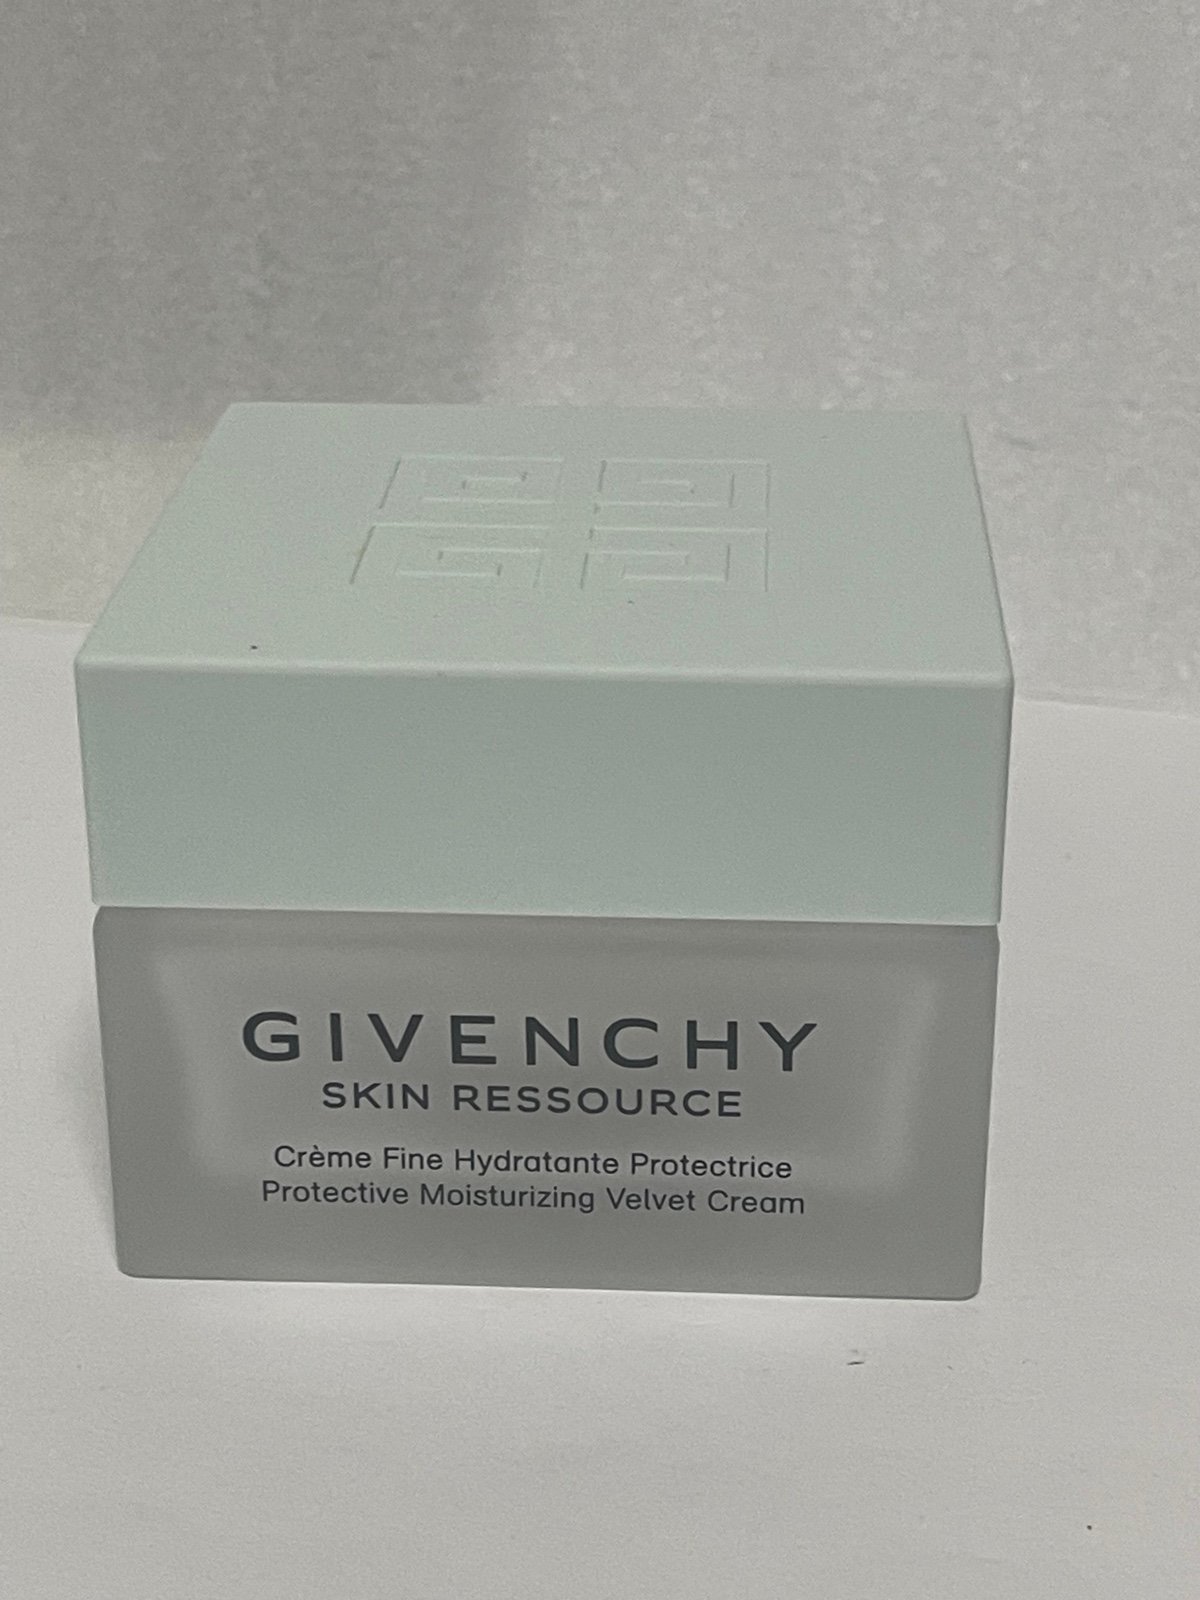 GIVENCHY
SKIN RESSOURCE
Crème Fine Hydratante Protectrice
Protective Moisturizing Velvet Cream